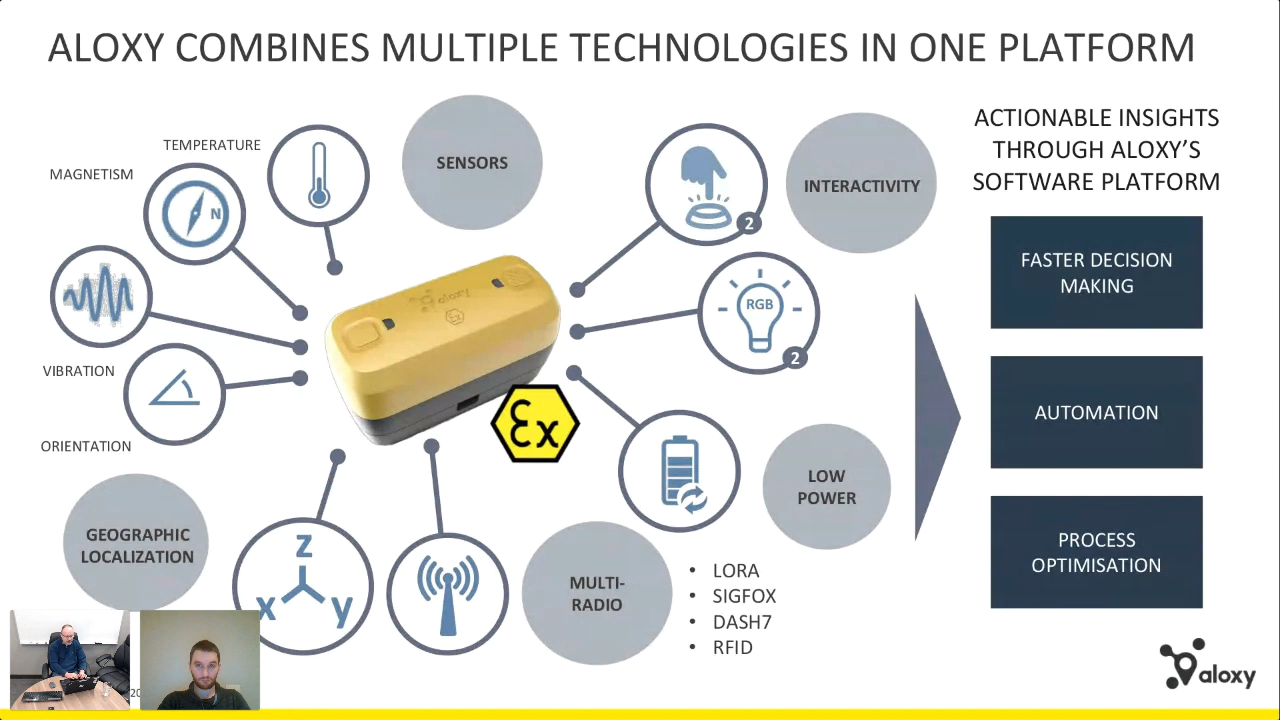 ALOXY COMBINES MULTIPLE TECHNOLOGIES IN ONE PLATFORM
TEMPERATURE
MAGNETISM
N
VIBRATION
ORIENTATION
SENSORS
2
INTERACTIVITY
RGB
2
aloxy
Ex
GEOGRAPHIC
LOCALIZATION
z
x y
MULTI-
RADIO
• LORA
• SIGFOX
• DASH7
• RFID
LOW
POWER
ACTIONABLE INSIGHTS
THROUGH ALOXY'S
SOFTWARE PLATFORM
FASTER DECISION
MAKING
AUTOMATION
PROCESS
OPTIMISATION
aloxy